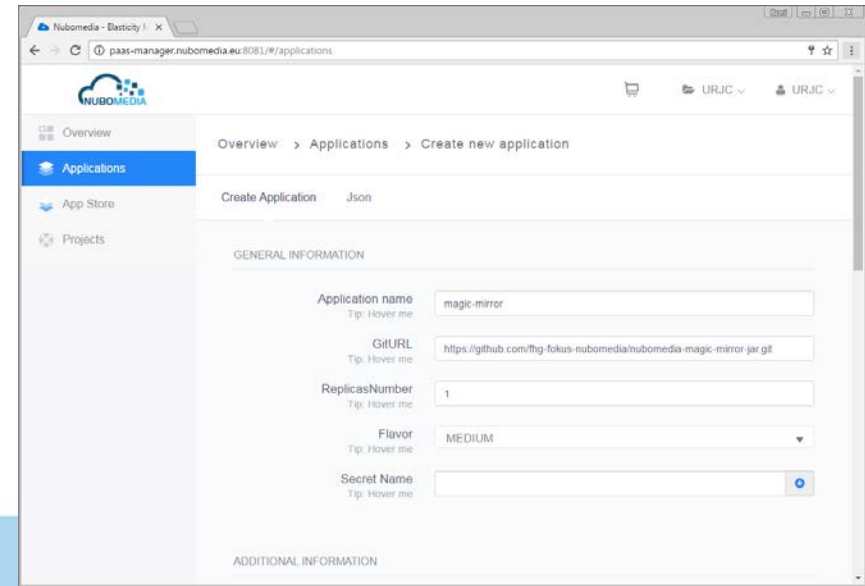 Nubomedia - Elasticity M
paas-manager.nubomedia.eu:8081/#/applications
NUBOMEDIA
URJC
URJC
Overview
Applications
App Store
Projects
Overview > Applications > Create new application
Create Application Json
GENERAL INFORMATION
Application name
Tip: Hover me
magic-mirror
GitURL
Tip: Hover me
https://github.com/fhg-fokus-nubomedia/nubomedia-magic-mirror-jar.git
ReplicasNumber
Tip: Hover me
1
Flavor
Tip: Hover me
MEDIUM
Secret Name
Tip: Hover me
ADDITIONAL INFORMATION